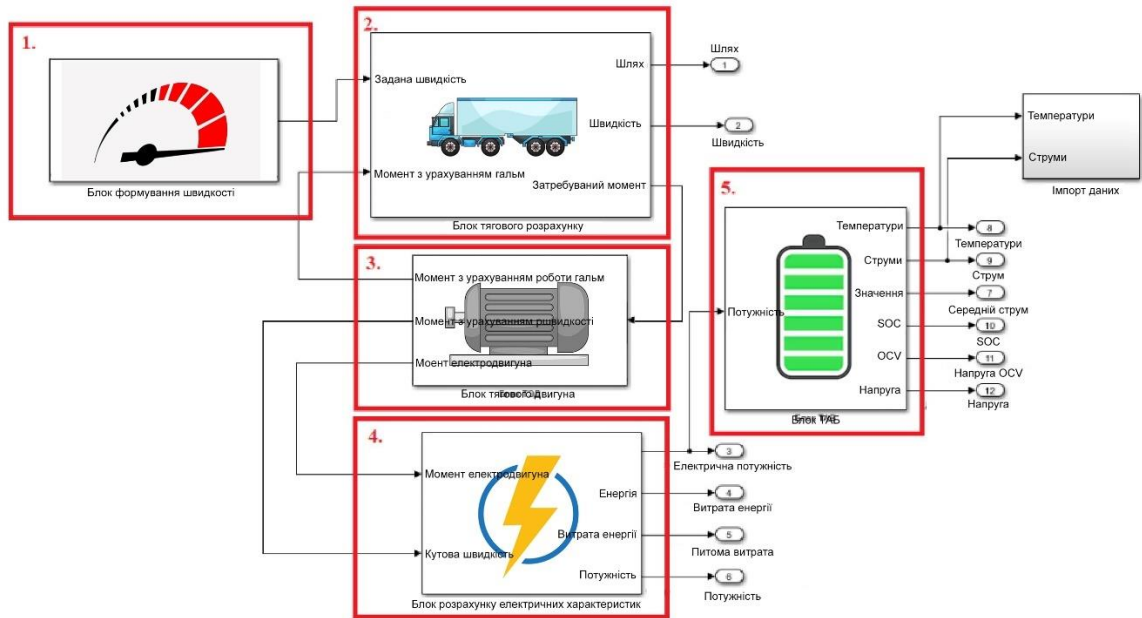 1.
Блок формування швидкості
2.
Задана швидкість
Момент з урахуванням гальм
Шлях
Швидкість
Затребуваний момент
Блок тягового розрахунку
Шлях
1
2
Швидкість
3.
Момент з урахуванням роботи гальм
Момент з урахуванням ршвидкості
Моент електродвигуна
Блок тягового двигуна
4.
Момент електродвигуна
Кутова швидкість
Енергія
Витрата енергії
Потужність
Блок розрахунку електричних характеристик
3
Електрична потужність
4
Витрата енергії
5
Питома витрата
6
Потужність
5.
Потужність
Температури
Струми
Значення
SOC
OCV
Напруга
Блок ТАБ
8
Температури
9
Струм
7
Середній струм
10
SOC
11
Напруга OCV
12
Напруга
Температури
Струми
Імпорт даних